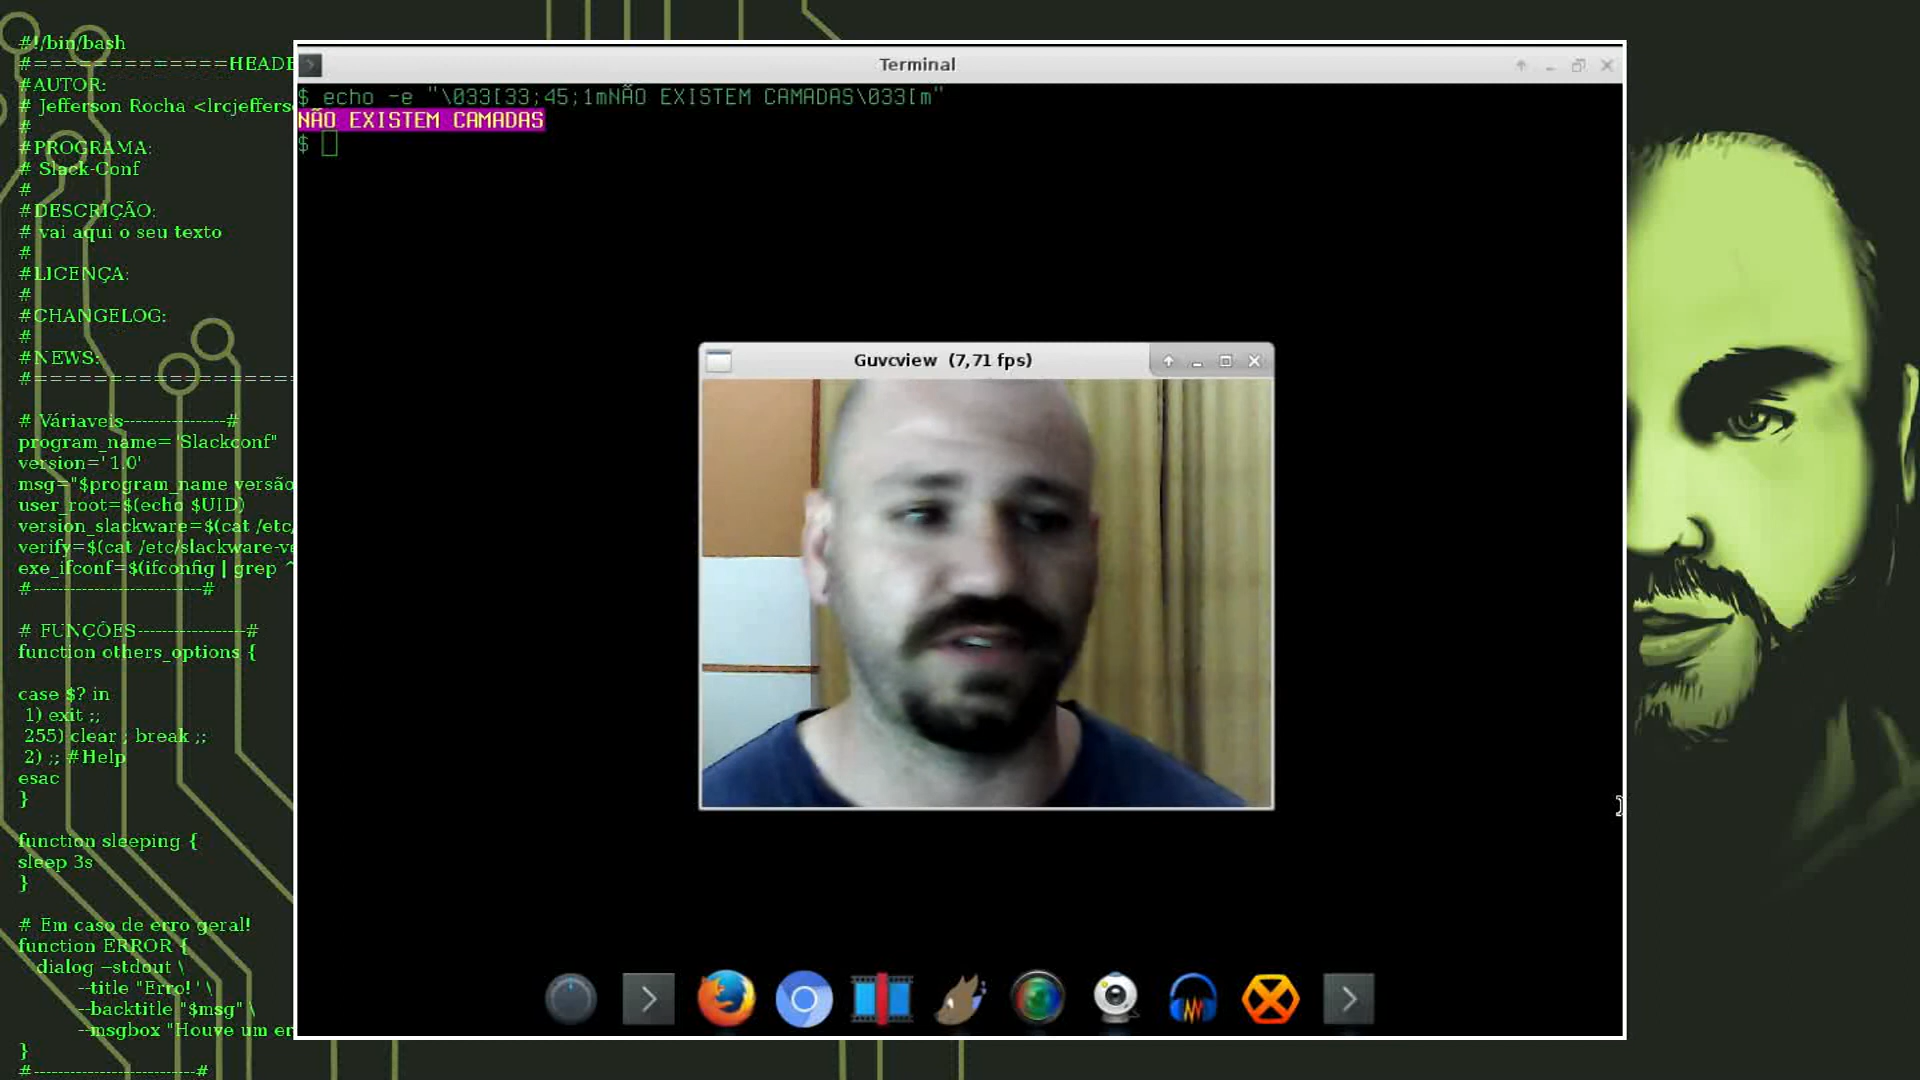 #!/bin/bash
#=============HEADE
#AUTOR:
# Jefferson Rocha <lrcjefferso
#
#PROGRAMA:
# Slack-Conf
#
#DESCRIÇÃO:
# vai aqui o seu texto
#
#LICENÇA:
#
#CHANGELOG:
#
#NEWS:
#==================
# Váriaveis-----------------#
program_name="Slackconf"
version='1.0'
msg="$program_name versão
user_root=$(echo $UID)
version_slackware=$(cat /etc/
verify=$(cat /etc/slackware-ve
exe_ifconf=$(ifconfig | grep ^
#----------------------------#
# FUNÇÕES------------------#
function others_options {
case $? in
1) exit ;;
255) clear ; break ;;
2) ;; #Help
esac
}
function sleeping {
sleep 3s
}
# Em caso de erro geral!
function ERROR {
dialog --stdout \
--title "Erro!" \
--backtitle "$msg" \
--msgbox "Houve um er
}
#---------------------------#
Terminal
$ echo -e "\033[33;45;1mNÃO EXISTEM CAMADAS\033[m"
NÃO EXISTEM CAMADAS
$
Guvcview (7,71 fps)